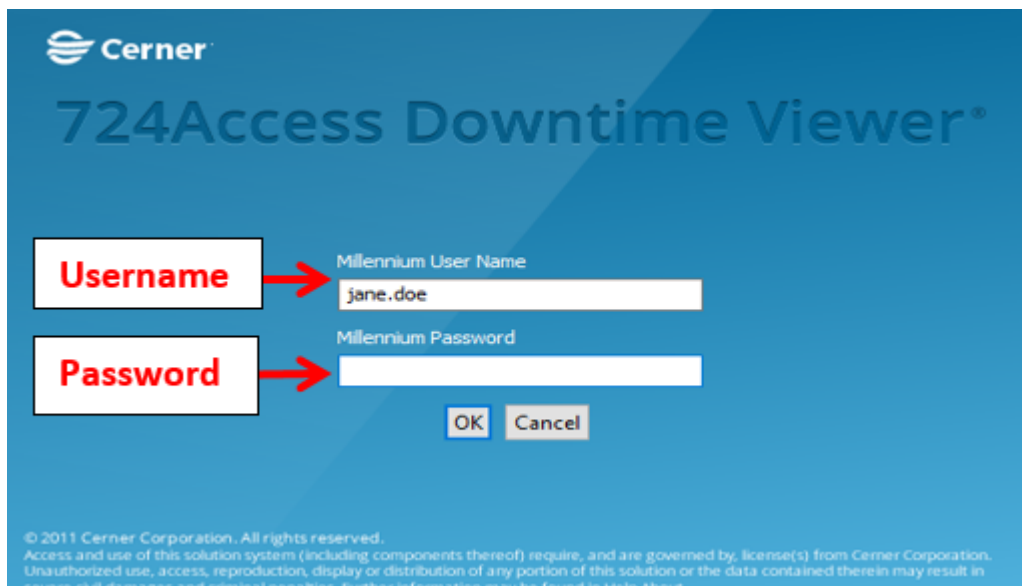 Cerner
724Access Downtime Viewer®
Millennium User Name
Username
jane.doe
Millennium Password
Password
OK Cancel
© 2011 Cerner Corporation. All rights reserved.
Access and use of this solution system (including components thereof) require, and are governed by, license(s) from Cerner Corporation.
Unauthorized use, access, reproduction, display or distribution of any portion of this solution or the data contained therein may result in